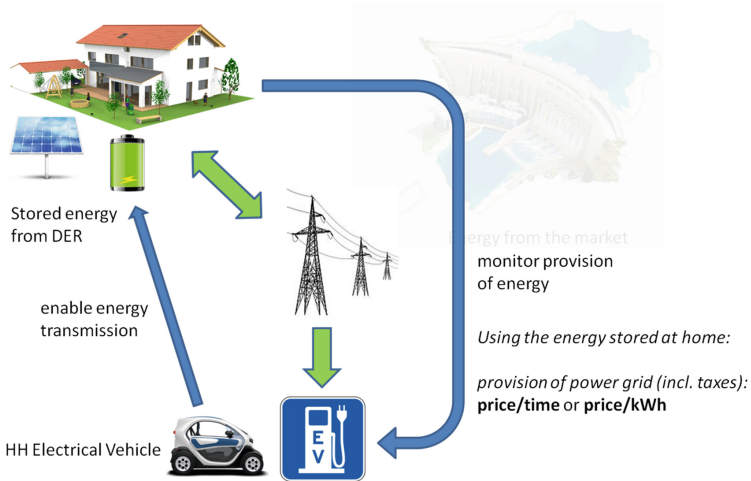 Stored energy
from DER
Energy from the market
monitor provision
of energy
enable energy
transmission
Using the energy stored at home:
provision of power grid (incl. taxes):
price/time or price/kWh
HH Electrical Vehicle
E
V